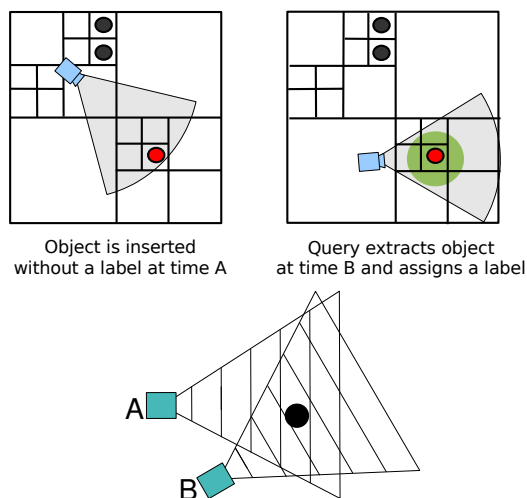 Object is inserted
without a label at time A
Query extracts object
at time B and assigns a label
A
B